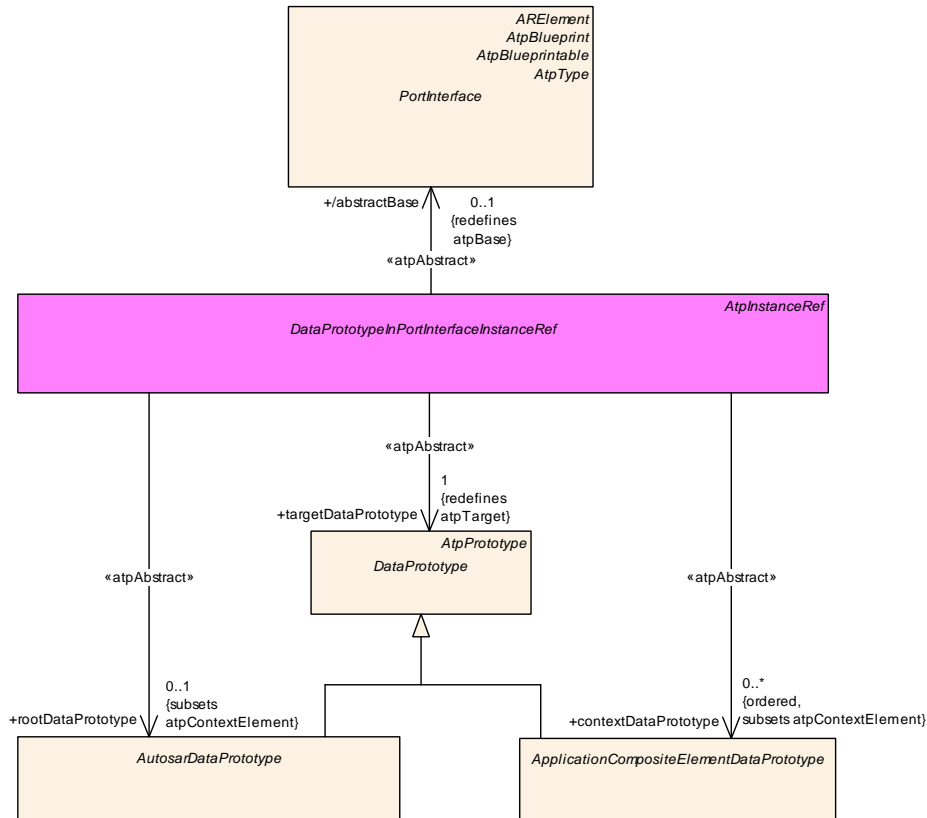 ARElement
AtpBlueprint
AtpBlueprintable
AtpType
PortInterface
+/abstractBase
0..1
{redefines
atpBase}
«atpAbstract»
AtpInstanceRef
DataPrototypeInPortInterfaceInstanceRef
«atpAbstract»
1
{redefines
atpTarget}
+targetDataPrototype
AtpPrototype
DataPrototype
«atpAbstract»
«atpAbstract»
0..1
{subsets
atpContextElement}
+rootDataPrototype
0..*
{ordered,
subsets atpContextElement}
+contextDataPrototype
AutosarDataPrototype
ApplicationCompositeElementDataPrototype